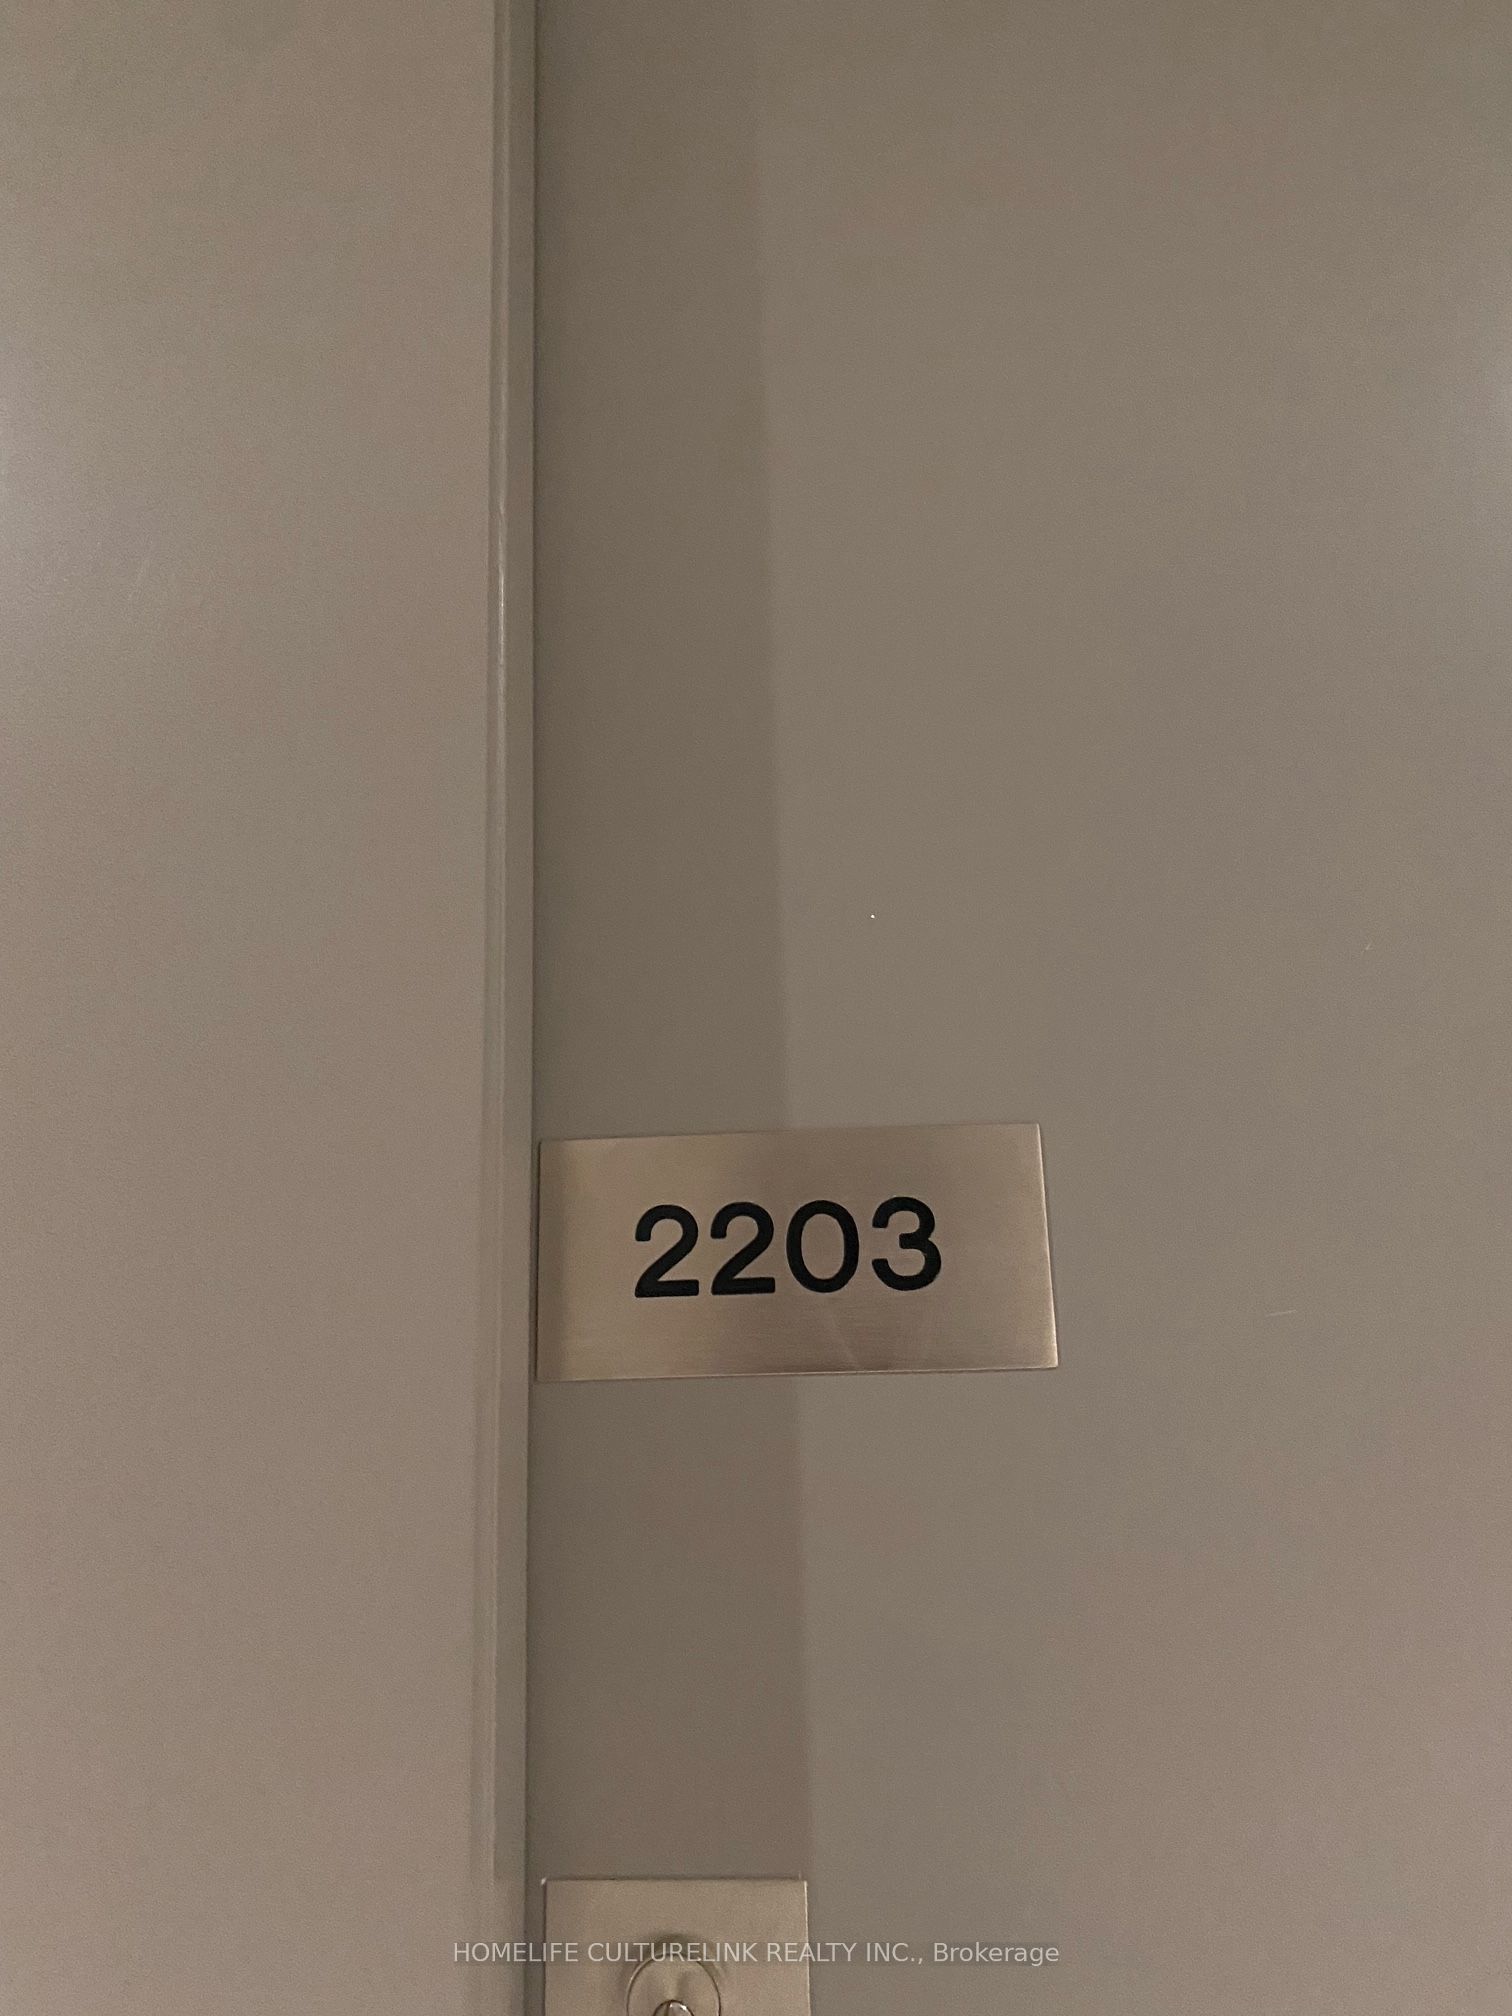 2203
HOMELIFE CULTURELINK REALTY INC., Brokerage